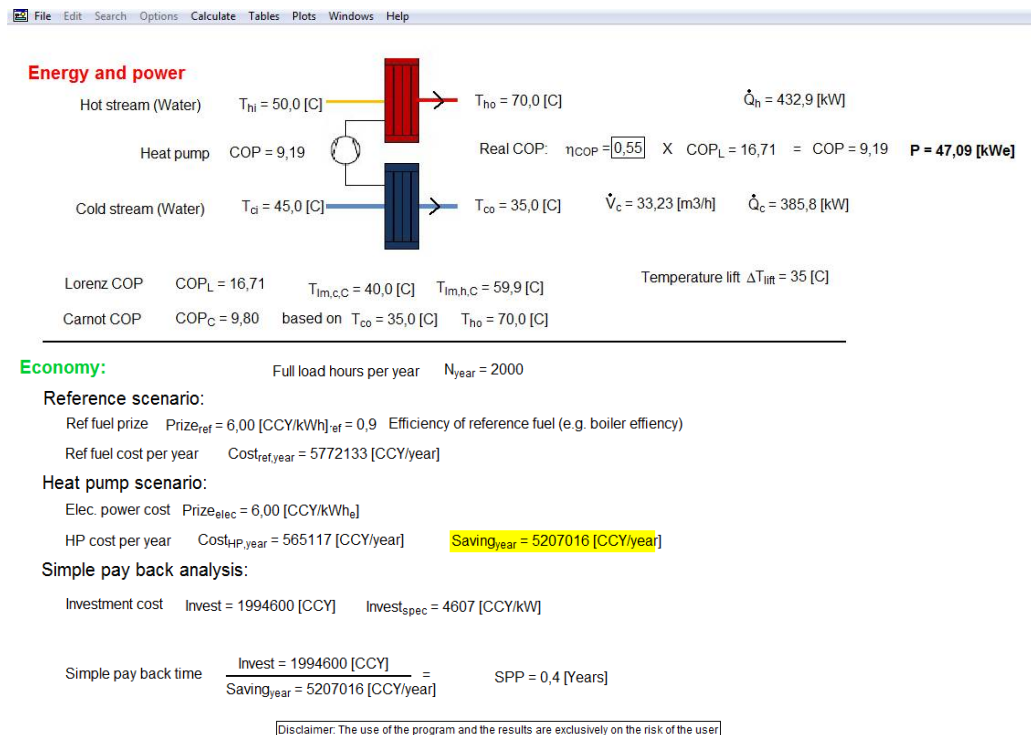 File Edit Search Options Calculate Tables Plots Windows Help
Energy and power
Hot stream (Water) Thi = 50,0 [C] Tho = 70,0 [C] Q̇h = 432,9 [kW]
Heat pump COP = 9,19 Real COP: ηCOP = 0,55 X COPL = 16,71 = COP = 9,19 P = 47,09 [kWe]
Cold stream (Water) Tci = 45,0 [C] Tco = 35,0 [C] V̇c = 33,23 [m3/h] Q̇c = 385,8 [kW]
Lorenz COP COPL = 16,71 Tlm,c,C = 40,0 [C] Tlm,h,C = 59,9 [C] Temperature lift ΔTlift = 35 [C]
Carnot COP COPC = 9,80 based on Tco = 35,0 [C] Tho = 70,0 [C]
Economy: Full load hours per year Nyear = 2000
Reference scenario:
Ref fuel prize Prizeref = 6,00 [CCY/kWh] ref = 0,9 Efficiency of reference fuel (e.g. boiler effiency)
Ref fuel cost per year Costref,year = 5772133 [CCY/year]
Heat pump scenario:
Elec. power cost Prizeelec = 6,00 [CCY/kWhe]
HP cost per year CostHP,year = 565117 [CCY/year] Savingyear = 5207016 [CCY/year]
Simple pay back analysis:
Investment cost Invest = 1994600 [CCY] Investspec = 4607 [CCY/kW]
Simple pay back time Invest = 1994600 [CCY] = SPP = 0,4 [Years]
Savingyear = 5207016 [CCY/year]
Disclaimer: The use of the program and the results are exclusively on the risk of the user